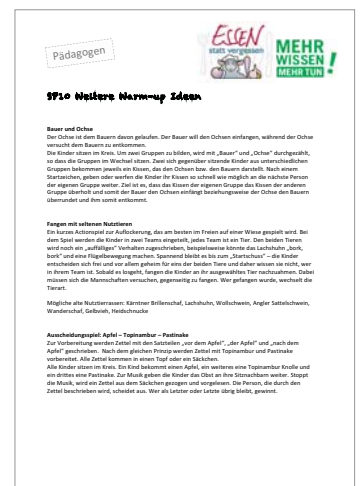 Pädagogen
ESSEN
statt vergessen
MEHR
WISSEN
MEHR TUN!
SP10 Weitere Warm-up Ideen
Bauer und Ochse
Der Ochse ist dem Bauern davon gelaufen. Der Bauer will den Ochsen einfangen, während der Ochse
versucht dem Bauern zu entkommen.
Die Kinder sitzen im Kreis. Um zwei Gruppen zu bilden, wird mit „Bauer" und „Ochse" durchgezählt,
so dass die Gruppen im Wechsel sitzen. Zwei sich gegenüber sitzende Kinder aus unterschiedlichen
Gruppen bekommen jeweils ein Kissen, das den Ochsen bzw. den Bauern darstellt. Nach einem
Startzeichen, geben oder werfen die Kinder ihr Kissen so schnell wie möglich an die nächste Person
der eigenen Gruppe weiter. Ziel ist es, dass das Kissen der eigenen Gruppe das Kissen der anderen
Gruppe überholt und somit der Bauer den Ochsen einfängt beziehungsweise der Ochse den Bauern
überrundet und ihm somit entkommt.
Fangen mit seltenen Nutztieren
Ein kurzes Actionspiel zur Auflockerung, das am besten im Freien auf einer Wiese gespielt wird. Bei
dem Spiel werden die Kinder in zwei Teams eingeteilt, jedes Team ist ein Tier. Den beiden Tieren
wird noch ein „auffälliges" Verhalten zugeschrieben, beispielsweise könnte das Lachshuhn „bork,
bork" und eine Flügelbewegung machen. Spannend bleibt es bis zum „Startschuss" – die Kinder
entscheiden sich frei und vor allem geheim für eins der beiden Tiere und daher wissen sie nicht, wer
in ihrem Team ist. Sobald es losgeht, fangen die Kinder an ihr ausgewähltes Tier nachzuahmen. Dabei
müssen sich die Mannschaften versuchen, gegenseitig zu fangen. Wer gefangen wurde, wechselt die
Tierart.
Mögliche alte Nutztierrassen: Kärntner Brillenschaf, Lachshuhn, Wollschwein, Angler Sattelschwein,
Wanderschaf, Gelbvieh, Heidschnucke
Ausscheidungsspiel: Apfel – Topinambur – Pastinake
Zur Vorbereitung werden Zettel mit den Satzteilen „vor dem Apfel", „der Apfel" und „nach dem
Apfel" geschrieben. Nach dem gleichen Prinzip werden Zettel mit Topinambur und Pastinake
vorbereitet. Alle Zettel kommen in einen Topf oder ein Säckchen.
Alle Kinder sitzen im Kreis. Ein Kind bekommt einen Apfel, ein weiteres eine Topinambur Knolle und
ein drittes eine Pastinake. Zur Musik geben die Kinder das Obst an ihre Sitznachbarn weiter. Stoppt
die Musik, wird ein Zettel aus dem Säckchen gezogen und vorgelesen. Die Person, die durch den
Zettel beschrieben wird, scheidet aus. Wer als Letzter oder Letzte übrig bleibt, gewinnt.